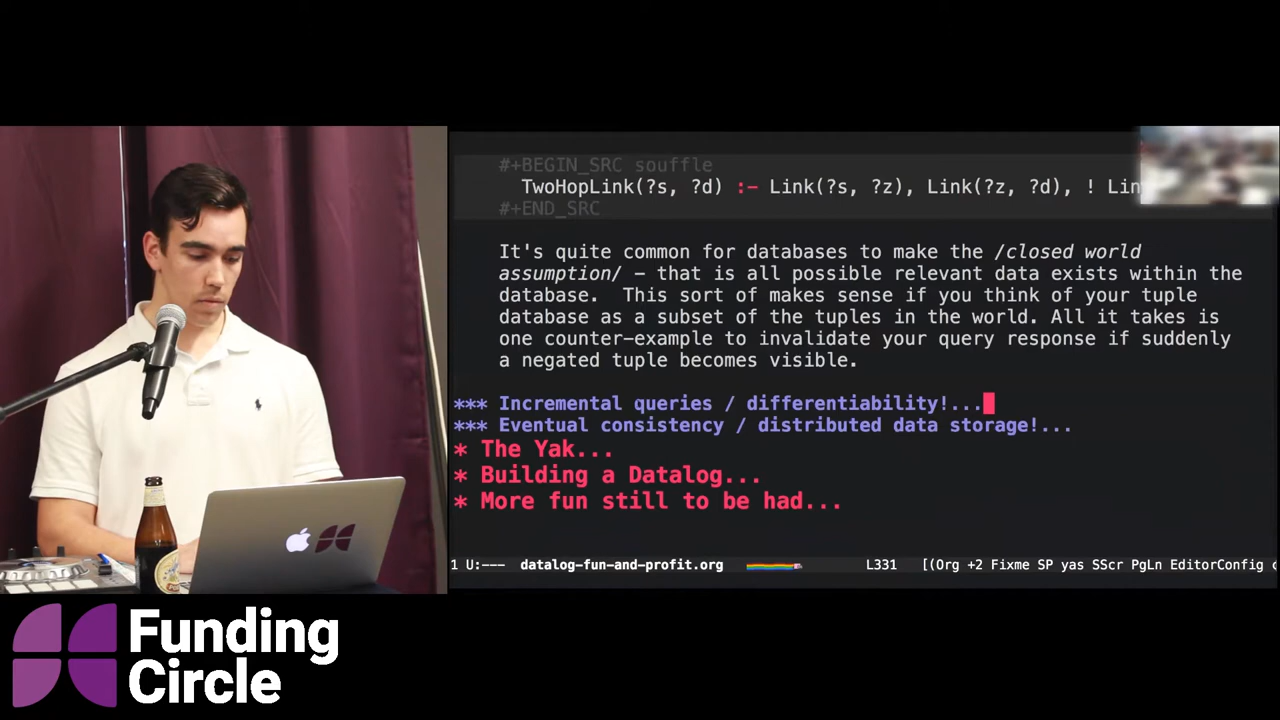 #+BEGIN_SRC souffle
TwoHopLink(?s, ?d) :- Link(?s, ?z), Link(?z, ?d), ! Lin
#+END_SRC
It's quite common for databases to make the /closed world
assumption/ – that is all possible relevant data exists within the
database.  This sort of makes sense if you think of your tuple
database as a subset of the tuples in the world. All it takes is
one counter-example to invalidate your query response if suddenly
a negated tuple becomes visible.
*** Incremental queries / differentiability!...
*** Eventual consistency / distributed data storage!...
* The Yak...
* Building a Datalog...
* More fun still to be had...
1 U:--- datalog-fun-and-profit.org L331 [(Org +2 Fixme SP yas SScr PgLn EditorConfig
Funding
Circle